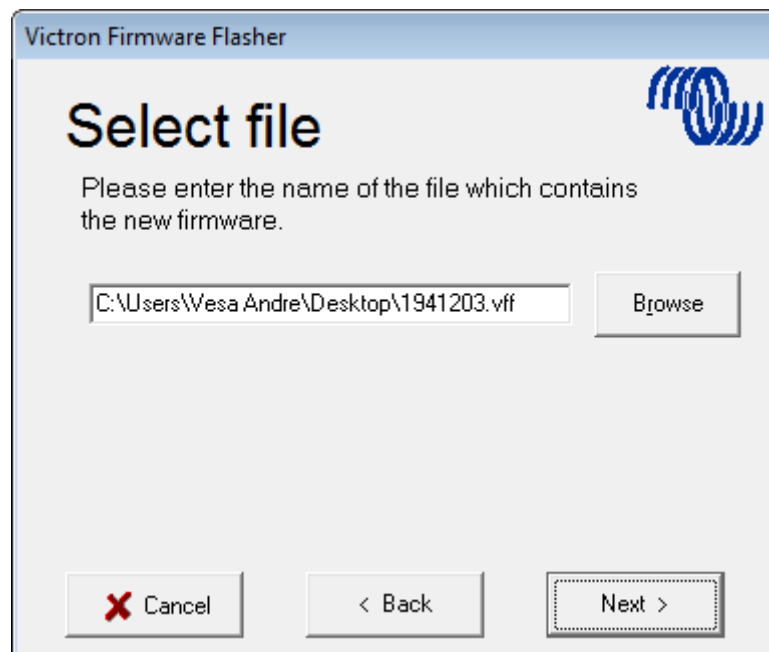 Victron Firmware Flasher
Select file
Please enter the name of the file which contains
the new firmware.
C:\Users\Vesa Andre\Desktop\1941203.vff
Browse
Cancel
< Back
Next >